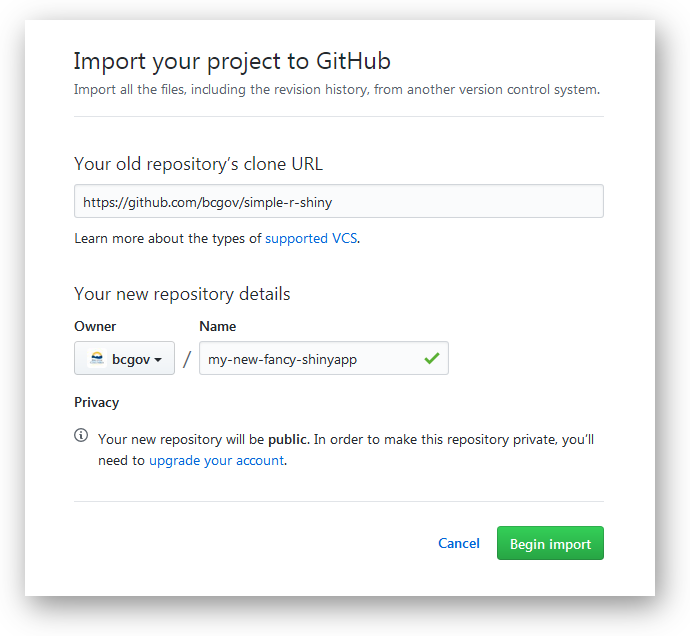 Import your project to GitHub
Import all the files, including the revision history, from another version control system.
Your old repository's clone URL
https://github.com/bcgov/simple-r-shiny
Learn more about the types of supported VCS.
Your new repository details
Owner Name
bcgov / my-new-fancy-shinyapp
Privacy
Your new repository will be public. In order to make this repository private, you'll
need to upgrade your account.
Cancel Begin import